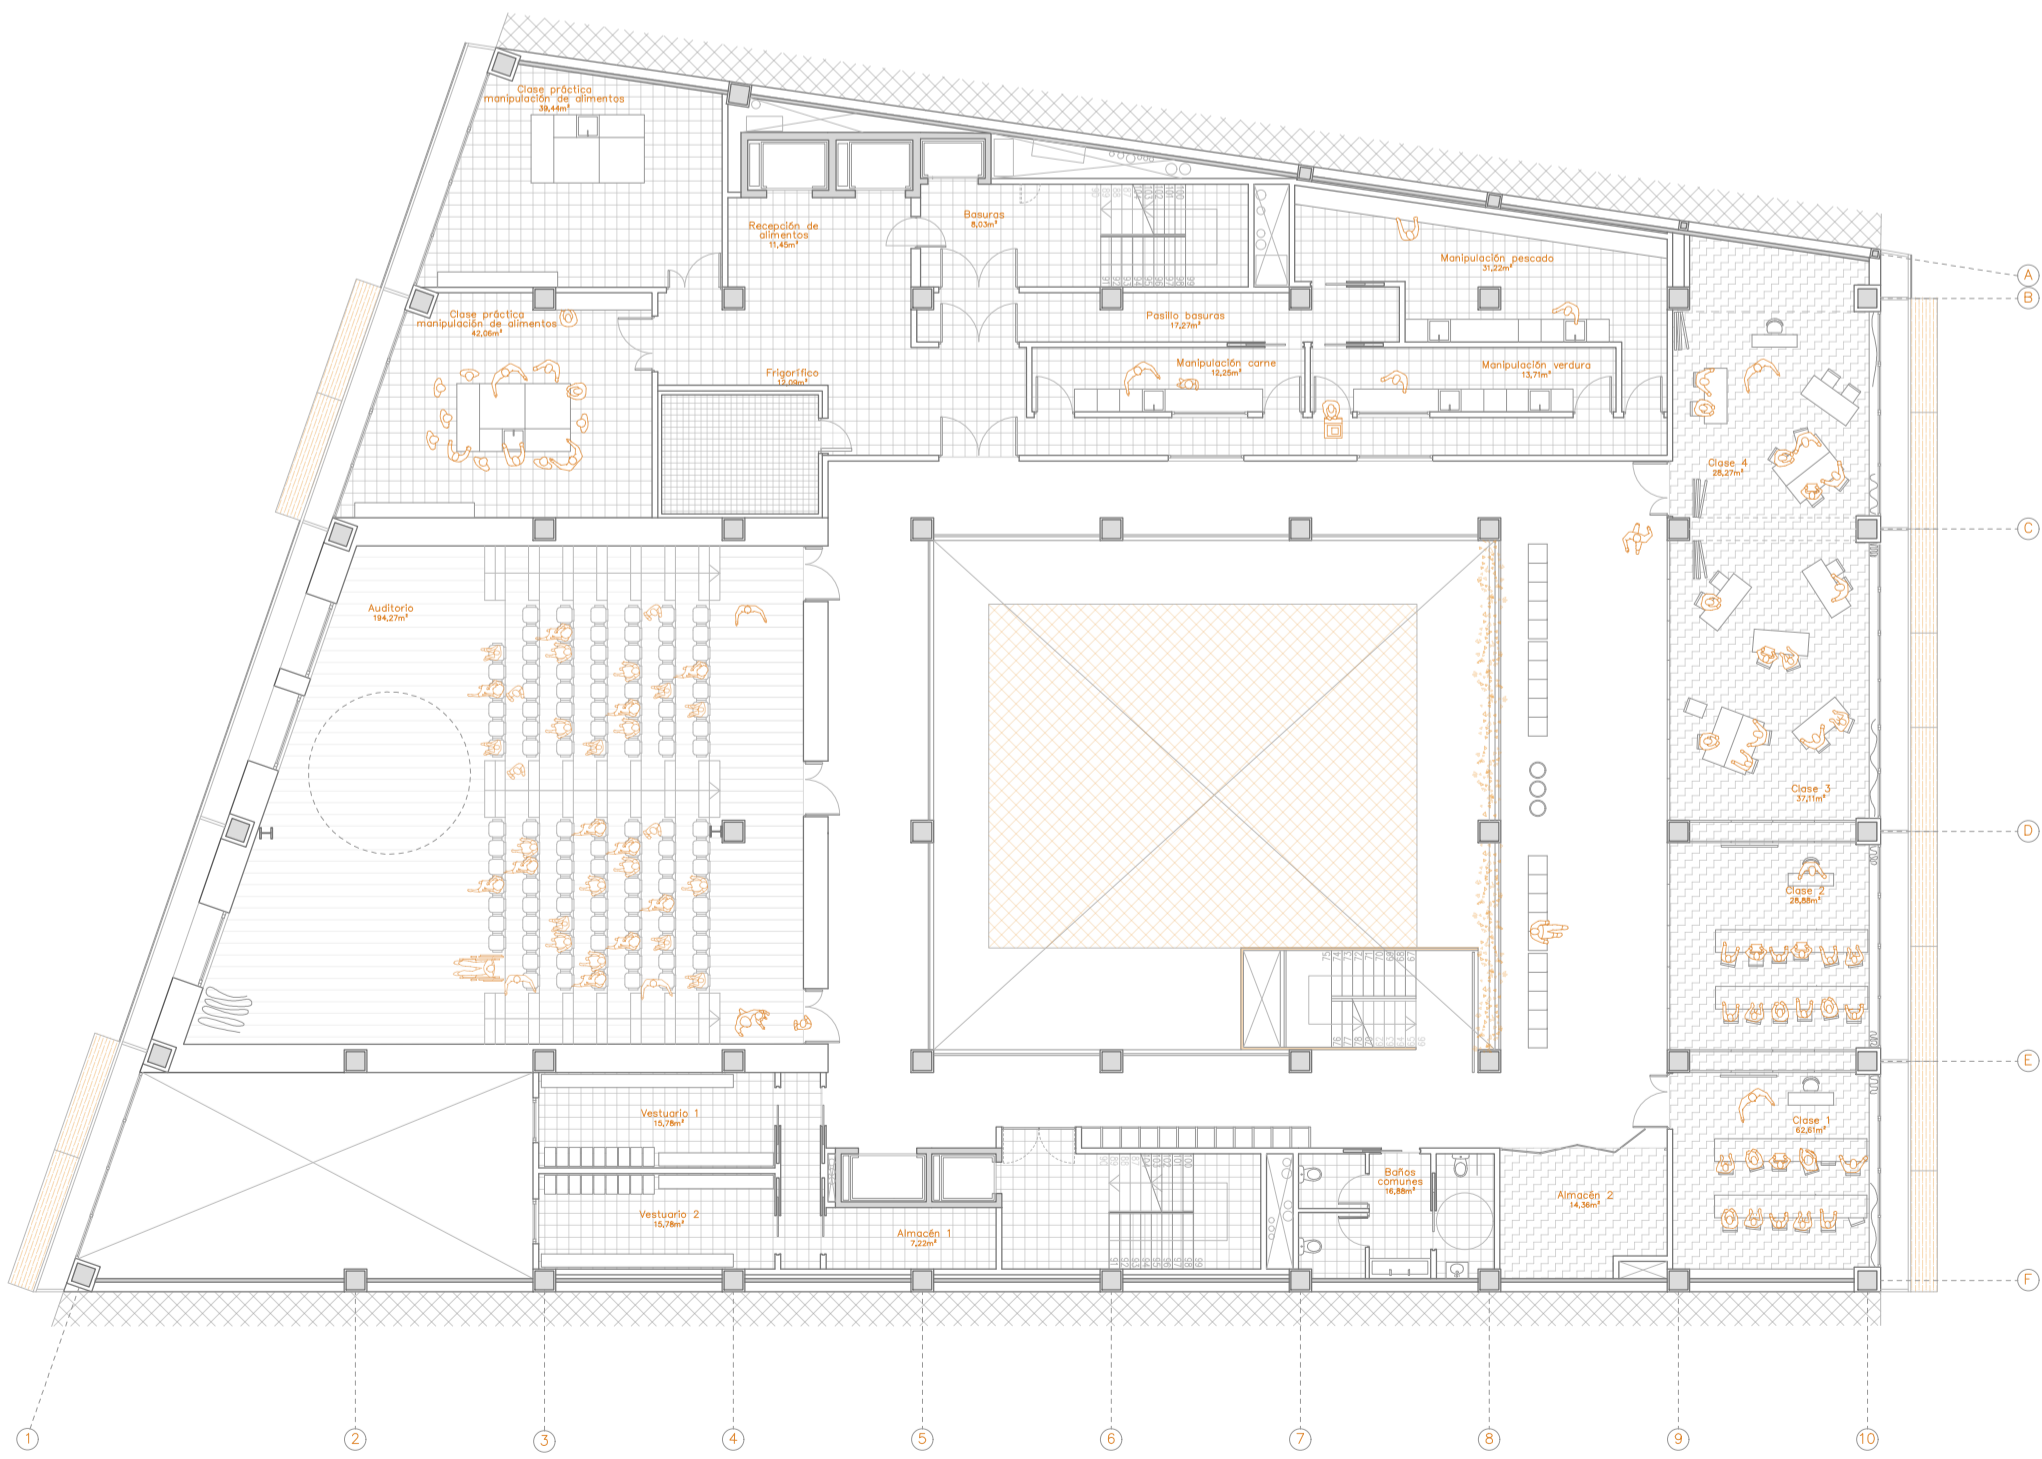 Clase práctica
manipulación de alimentos
39,44m²
Recepción de
alimentos
11,45m²
Basuras
8,03m²
Manipulación pescado
31,22m²
A
B
Clase práctica
manipulación de alimentos
42,06m²
Pasillo basuras
17,27m²
Frigorífico
12,09m²
Manipulación carne
12,25m²
Manipulación verdura
13,71m²
Clase 4
28,27m²
C
Auditorio
194,27m²
Clase 3
37,11m²
D
Clase 2
28,88m²
E
Vestuario 1
15,78m²
Vestuario 2
15,78m²
Almacén 1
7,22m²
Baños
comunes
16,88m²
Almacén 2
14,36m²
Clase 1
62,61m²
F
1
2
3
4
5
6
7
8
9
10